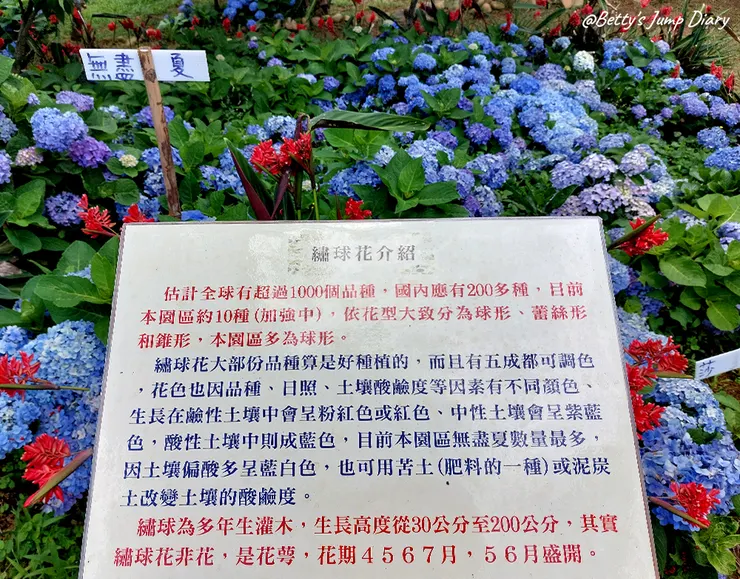 @Betty's Jump Diary
無盡夏
繡球花介紹
估計全球有超過1000個品種，國內應有200多種，目前
本園區約10種(加強中)，依花型大致分為球形、蕾絲形
和錐形，本園區多為球形。
繡球花大部份品種算是好種植的，而且有五成都可調色
，花色也因品種、日照、土壤酸鹼度等因素有不同顏色、
生長在鹼性土壤中會呈粉紅色或紅色、中性土壤會呈紫藍
色，酸性土壤中則成藍色，目前本園區無盡夏數量最多，
因土壤偏酸多呈藍白色，也可用苦土(肥料的一種)或泥炭
土改變土壤的酸鹼度。
繡球為多年生灌木，生長高度從30公分至200公分，其實
繡球花非花，是花萼，花期４５６７月，５６月盛開。